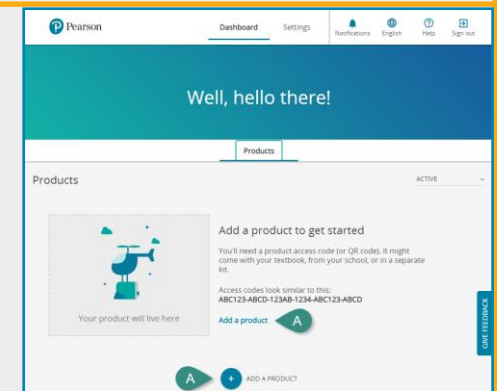 Pearson
Dashboard
Settings
Notifications
English
Help
Sign out
Well, hello there!
Products
Products
ACTIVE
Add a product to get started
You'll need a product access code (or QR code). It might
come with your textbook, from your school, or in a separate
kit.
Access codes look similar to this:
ABC123-ABCD-123AB-1234-ABC123-ABCD
Your product will live here
Add a product
A
A
ADD A PRODUCT
GIVE FEEDBACK